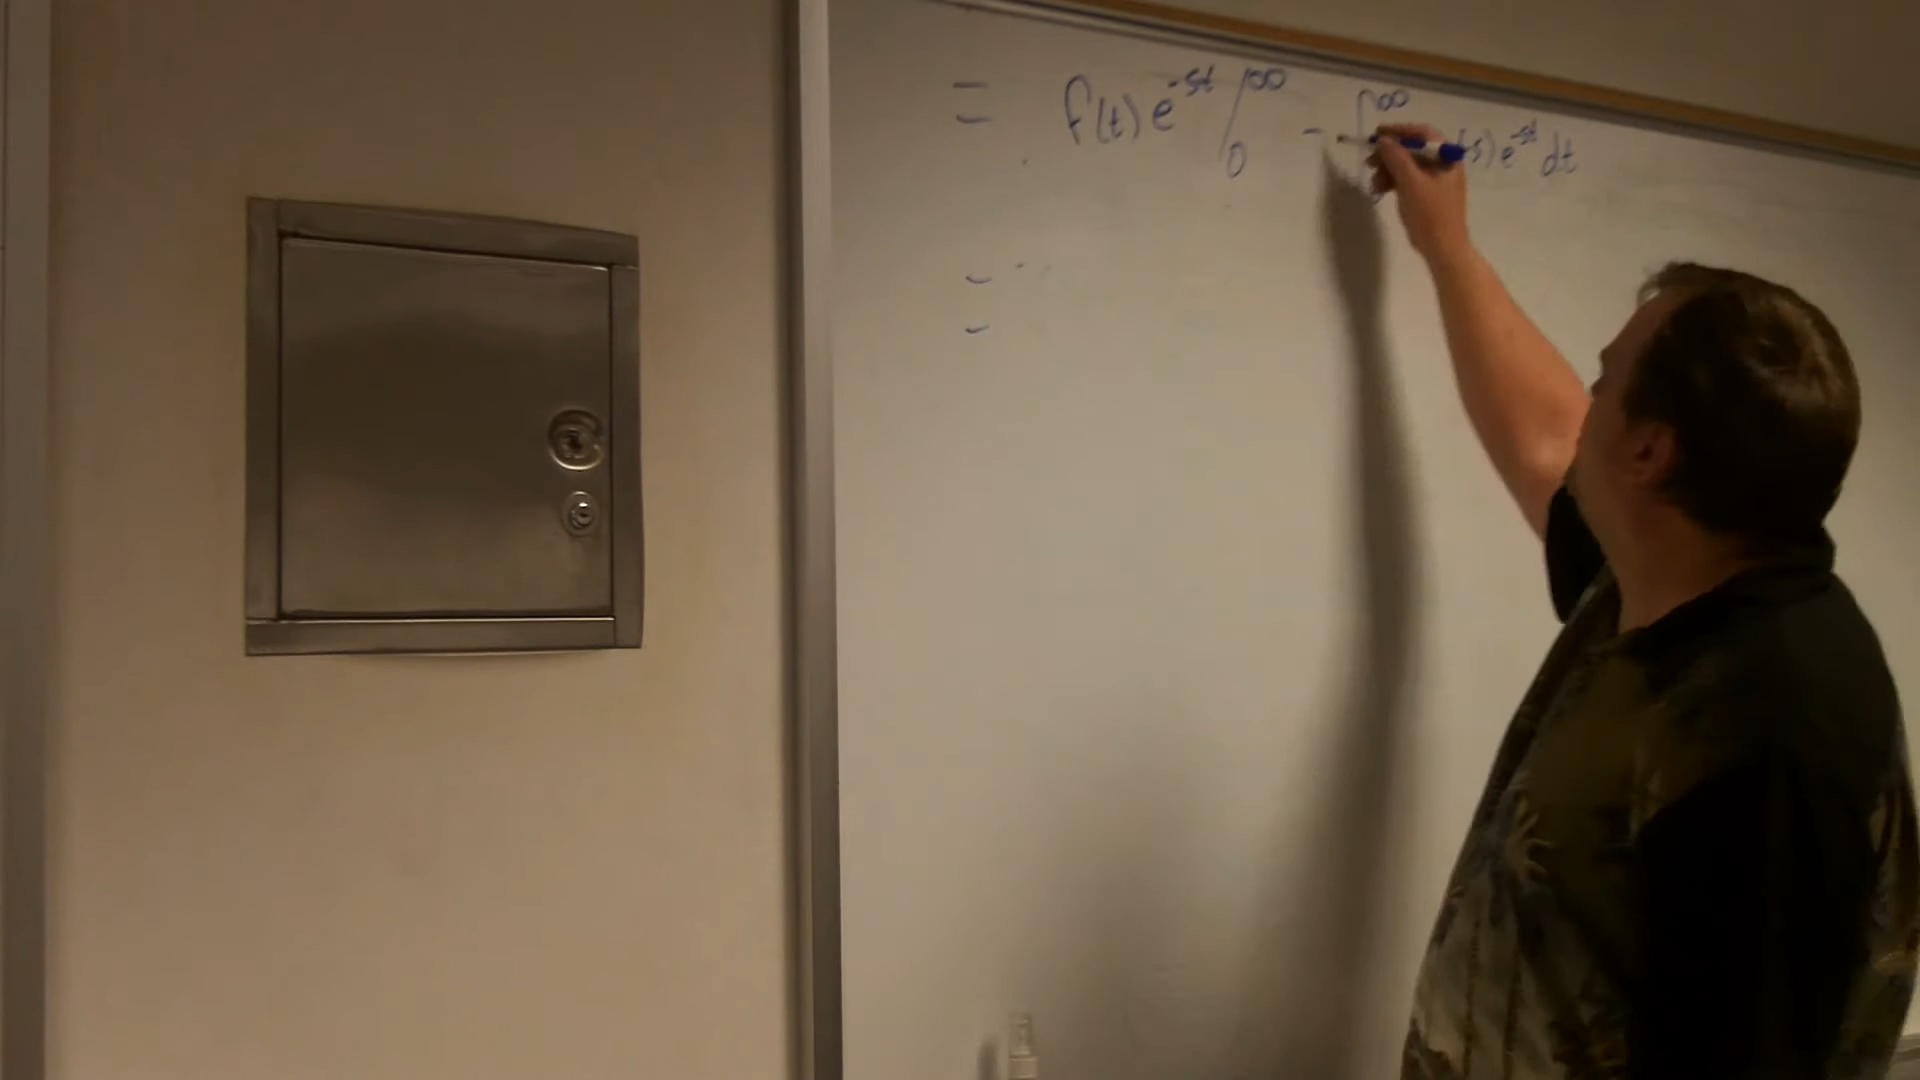 = f(t) e^-st |^∞_0 - ∫^∞ -s) e^-st dt
=